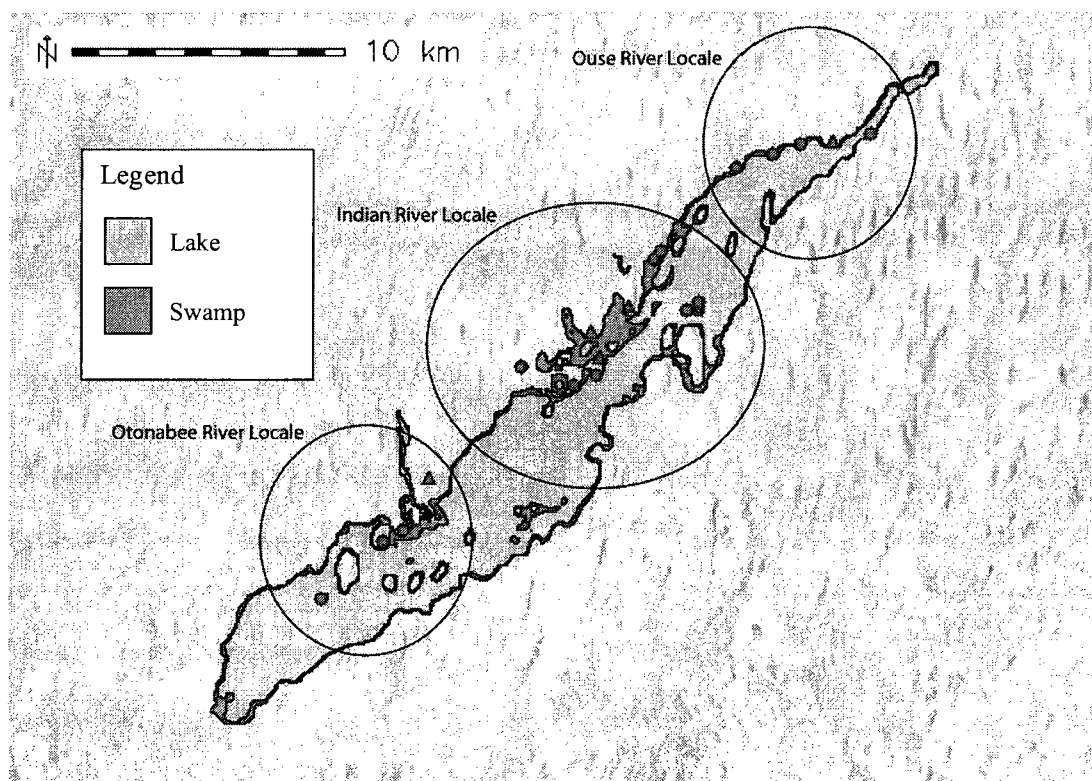 N
10 km
Ouse River Locale
Legend
Lake
Swamp
Indian River Locale
Otonabee River Locale